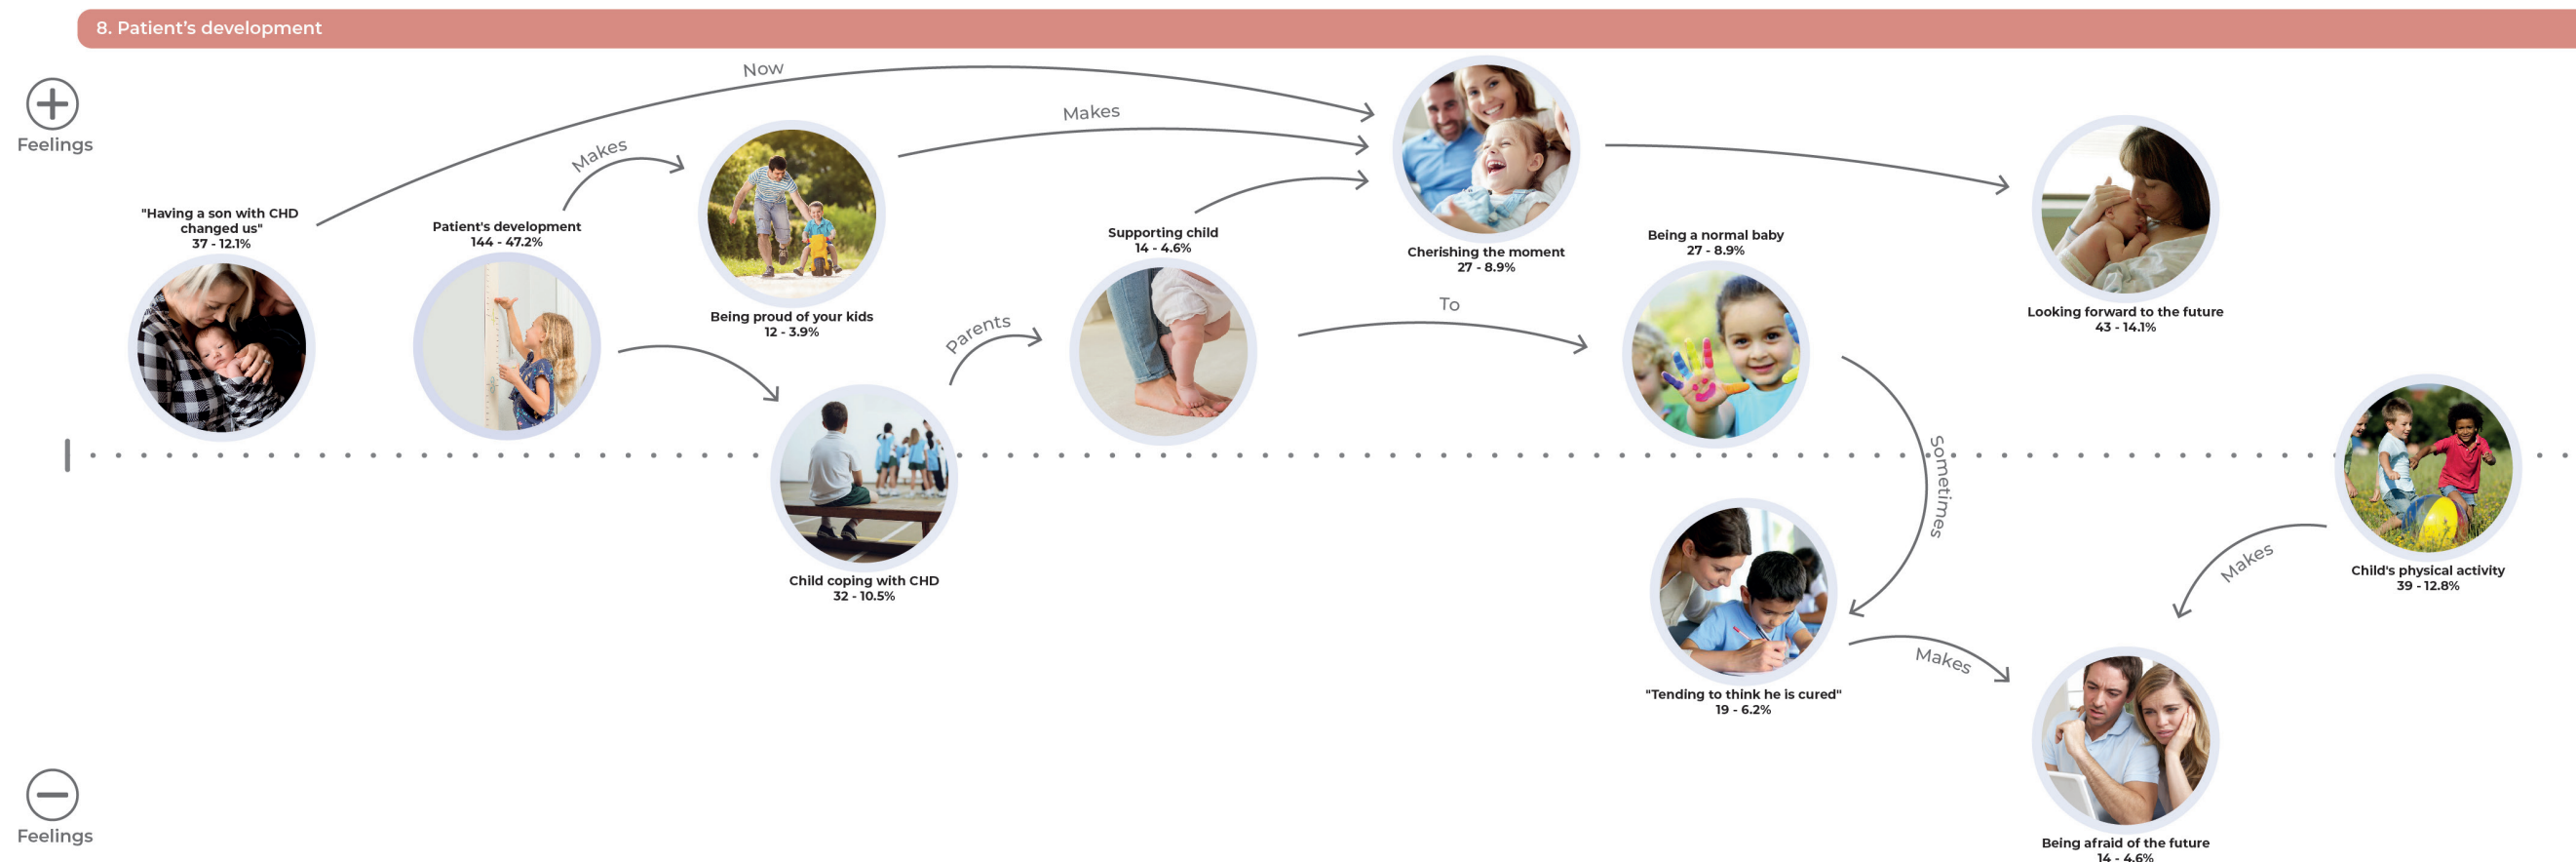 8. Patient’s development
Now
Makes
Feelings
Makes
"Having a son with CHD
changed us"
37 - 12.1%
Patient's development
144 - 47.2%
Being proud of your kids
12 - 3.9%
Supporting child
14 - 4.6%
Cherishing the moment
27 - 8.9%
Being a normal baby
27 - 8.9%
Looking forward to the future
43 - 14.1%
Parents
To
Sometimes
Child coping with CHD
32 - 10.5%
Makes
Child's physical activity
39 - 12.8%
"Tending to think he is cured"
19 - 6.2%
Makes
Feelings
Being afraid of the future
14 - 4.6%